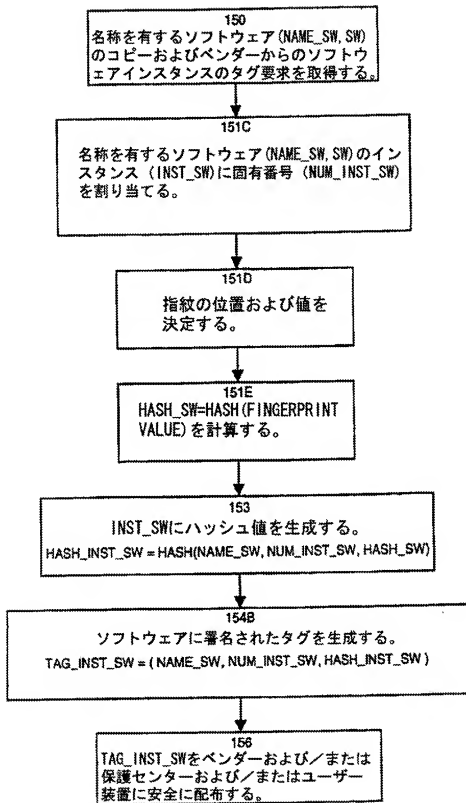 150
名称を有するソフトウェア(NAME_SW,SW)
のコピーおよびベンダーからのソフト
ウェアインスタンスのタグ要求を取得する。
151C
名称を有するソフトウェア(NAME_SW,SW)のイン
スタンス (INST_SW)に固有番号 (NUM_INST_SW)
を割り当てる。
151D
指紋の位置および値を
決定する。
151E
HASH_SW=HASH(FINGERPRINT
VALUE)を計算する。
153
INST_SWにハッシュ値を生成する。
HASH_INST_SW = HASH(NAME_SW, NUM_INST_SW, HASH_SW)
154B
ソフトウェアに署名されたタグを生成する。
TAG_INST_SW = ( NAME_SW, NUM_INST_SW, HASH_INST_SW )
156
TAG_INST_SWをベンダーおよび/または
保護センターおよび/またはユーザー
装置に安全に配布する。